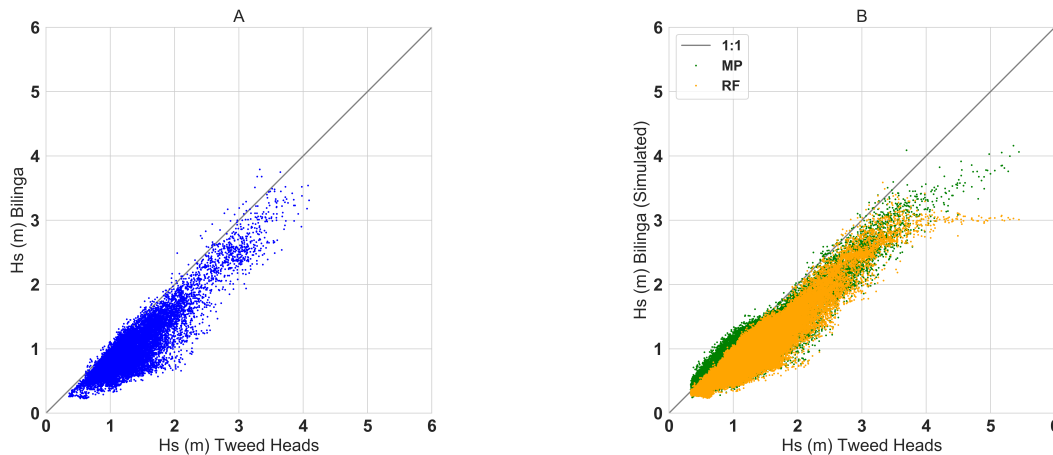 A
6
5
4
3
2
1
0
Hs (m) Bilinga
0 1 2 3 4 5 6
Hs (m) Tweed Heads
B
1:1
MP
RF
6
5
4
3
2
1
0
Hs (m) Bilinga (Simulated)
0 1 2 3 4 5 6
Hs (m) Tweed Heads